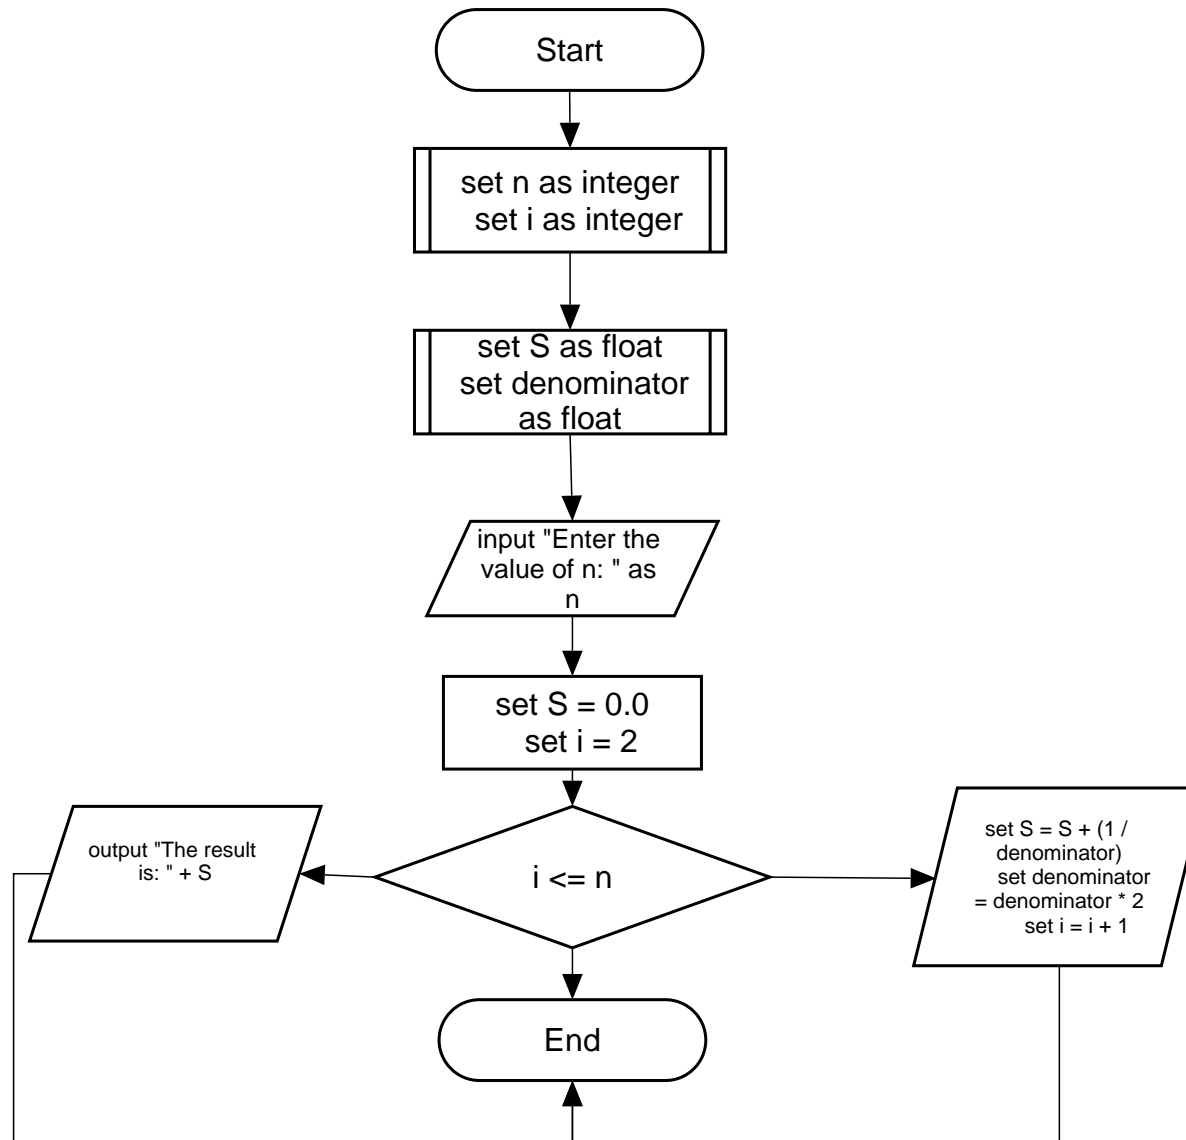 Start
set n as integer
set i as integer
set S as float
set denominator
as float
input "Enter the
value of n: " as
n
set S = 0.0
set i = 2
output "The result
is: " + S
i <= n
set S = S + (1 /
denominator)
set denominator
= denominator * 2
set i = i + 1
End